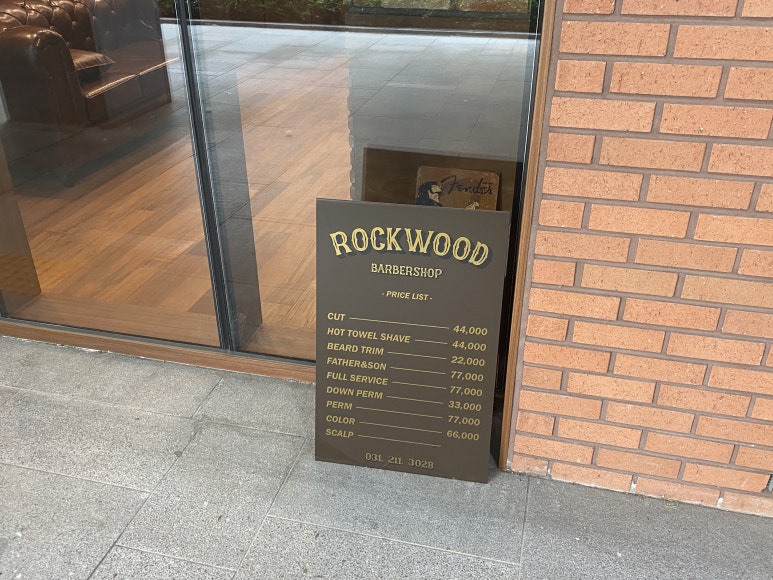 Fender
ROCKWOOD
BARBERSHOP
- PRICE LIST -
CUT 44,000
HOT TOWEL SHAVE 44,000
BEARD TRIM 22,000
FATHER&SON 77,000
FULL SERVICE 77,000
DOWN PERM 33,000
PERM 77,000
COLOR 66,000
SCALP
031. 211. 3028